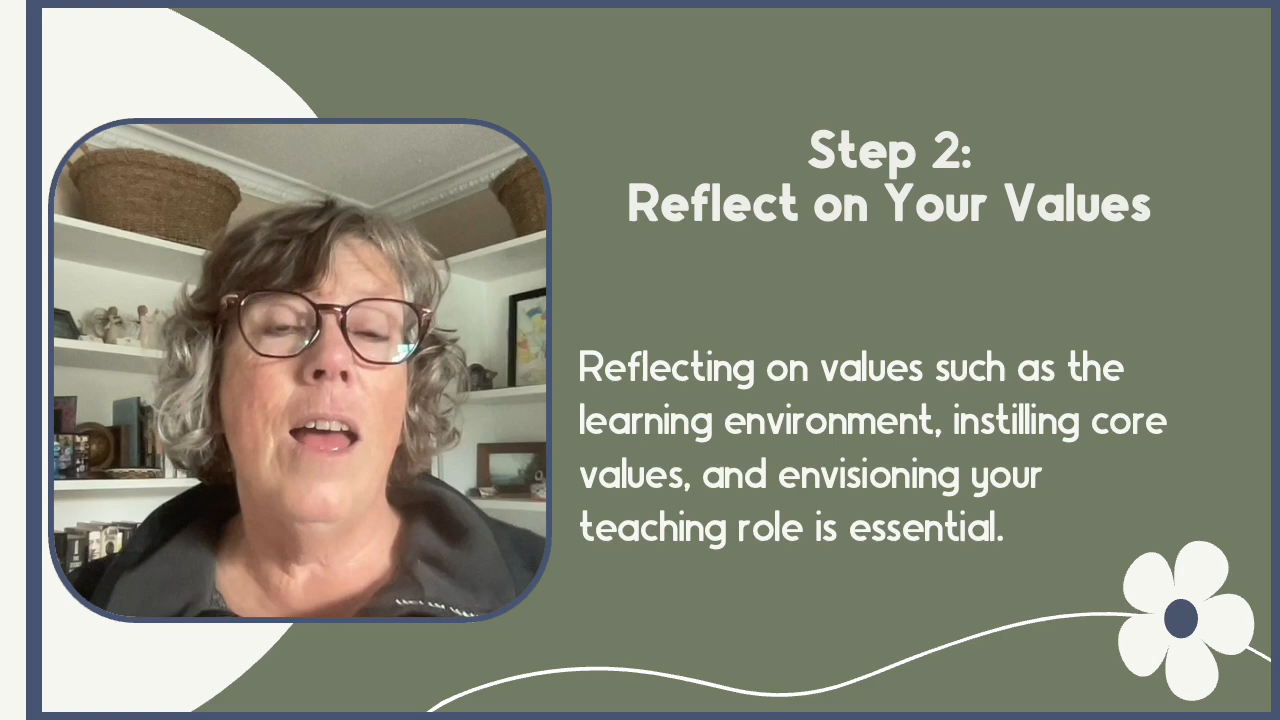 Step 2:
Reflect on Your Values
Reflecting on values such as the
learning environment, instilling core
values, and envisioning your
teaching role is essential.